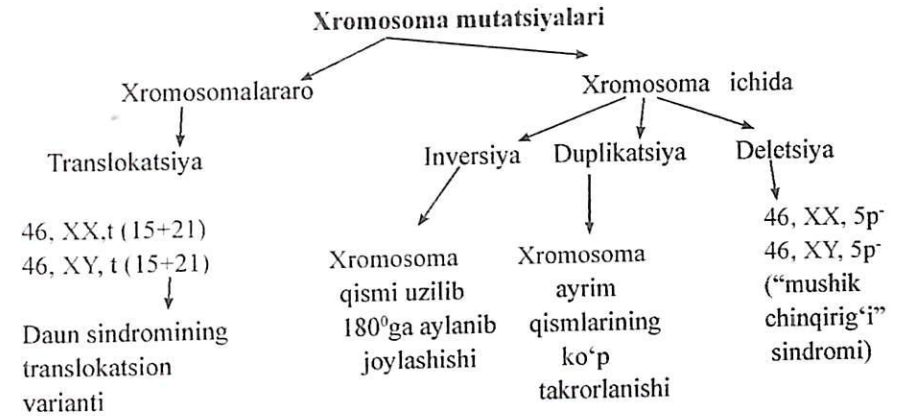 Xromosoma mutatsiyalari
Xromosomalararo
Xromosoma ichida
Translokatsiya
Inversiya
Duplikatsiya
Deletsiya
46, XX,t (15+21)
46, XY, t (15+21)
Daun sindromining
translokatsion
varianti
Xromosoma
qismi uzilib
180⁰ga aylanib
joylashishi
Xromosoma
ayrim
qismlarining
ko‘p
takrorlanishi
46, XX, 5p⁻
46, XY, 5p⁻
(“mushik
chinqirig‘i”
sindromi)